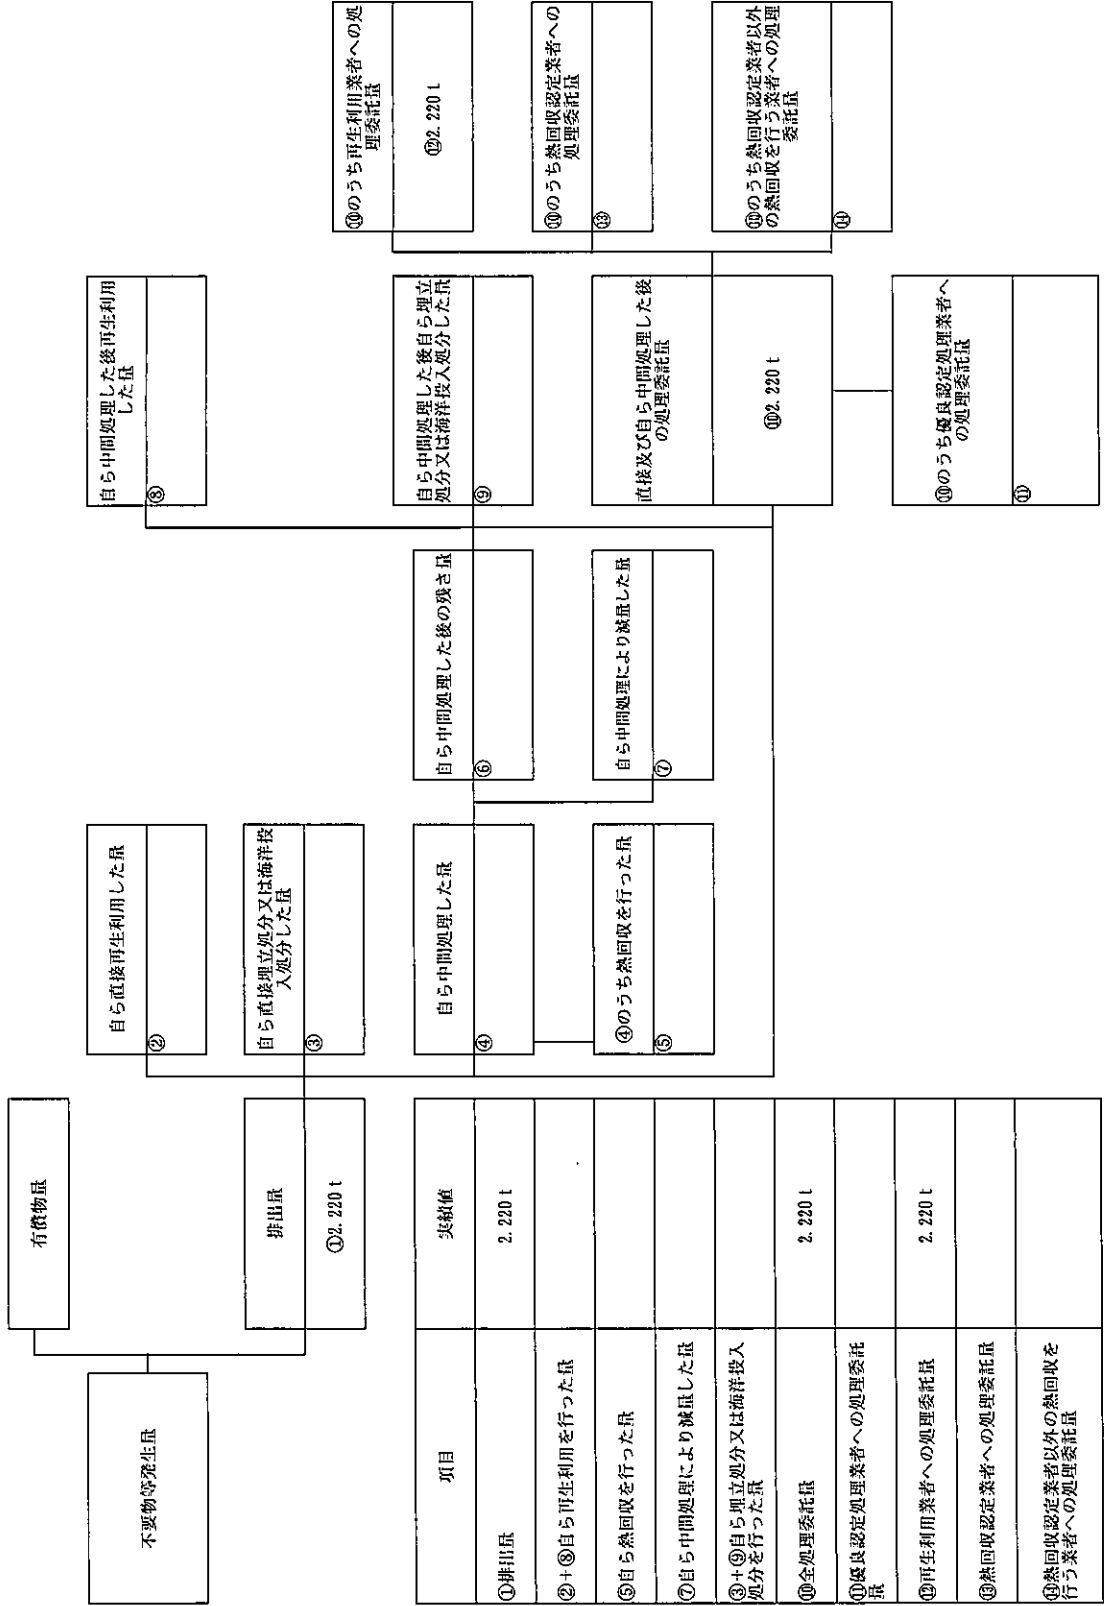 不要物等発生量
有償物量
排出量
①2.220t
自ら直接再生利用した量
②
自ら直接埋立処分又は海洋投
入処分した量
③
自ら中間処理した量
④
④のうち熱回収を行った量
⑤
自ら中間処理した後の残さ量
⑥
自ら中間処理により減量した量
⑦
自ら中間処理した後再生利用
した量
⑧
自ら中間処理した後自ら埋立
処分又は海洋投入処分した量
⑨
直接及び自ら中間処理した後
の処理委託量
⑩2.220t
⑩のうち優良認定処理業者へ
の処理委託量
⑪
⑩のうち再生利用業者への処
理委託量
⑫2.220t
⑩のうち熱回収認定業者への
処理委託量
⑬
⑩のうち熱回収認定業者以外
の熱回収を行う業者への処理
委託量
⑭
項目 実績値
①排出量 2.220t
②+⑧自ら再生利用を行った量
⑤自ら熱回収を行った量
⑦自ら中間処理により減量した量
③+⑨自ら埋立処分又は海洋投入
処分を行った量
⑩全処理委託量 2.220t
⑪優良認定処理業者への処理委託
量
⑫再生利用業者への処理委託量 2.220t
⑬熱回収認定業者への処理委託量
⑭熱回収認定業者以外の熱回収を
行う業者への処理委託量